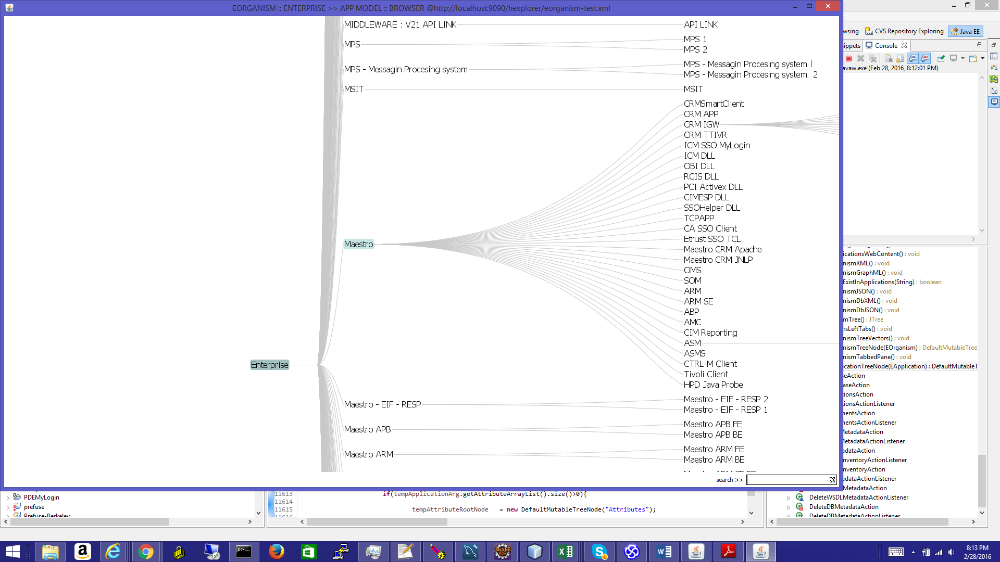 EORGANISM :: ENTERPRISE >> APP MODEL :: BROWSER @http://localhost:9090/hexplorer/eorganism-test.xml
MIDDLEWARE : V21 API LINK
API LINK
MPS
MPS 1
MPS 2
MPS - Messagin Procesing system
MPS - Messagin Procesing system I
MPS - Messagin Procesing system 2
MSIT
MSIT
CRMSmartClient
CRM APP
CRM IGW
CRM TTIVR
ICM SSO MyLogin
ICM DLL
OBI DLL
RCIS DLL
PCI Activex DLL
CIMESP DLL
SSOHelper DLL
TCPAPP
CA SSO Client
Etrust SSO TCL
Maestro
Maestro CRM Apache
Maestro CRM JNLP
OMS
SOM
ARM
ARM SE
ABP
AMC
CIM Reporting
ASM
ASMS
CTRL-M Client
Tivoli Client
HPD Java Probe
Enterprise
Maestro - EIF - RESP
Maestro - EIF - RESP 2
Maestro - EIF - RESP 1
Maestro APB
Maestro APB FE
Maestro APB BE
Maestro ARM
Maestro ARM FE
Maestro ARM BE
search >>
wsing
CVS Repository Exploring
Java EE
ippets
Console
avaw.exe (Feb 28, 2016, 8:12:01 PM)
icationsWebContent() : void
nismXML() : void
nismGraphML() : void
ExistInApplications(String) : boolean
nismJSON() : void
nismDbXML() : void
nismDbJSON() : void
mTree() : JTree
rsLeftTabs() : void
nismTreeVectors() : void
nismTreeNode(EOrganism) : DefaultMutableTree
nismTabbedPane() : void
icationTreeNode(EApplication) : DefaultMutableT
seAction
aseAction
ionsAction
ionsActionListener
nentsAction
nentsActionListener
MetadataAction
MetadataActionListener
adataAction
nventoryActionListener
nventoryAction
adataActionListener
MetadataAction
DeleteWSDLMetadataListener
DeleteDBMetadataAction
DeleteDBMetadataActionListener
PDEMyLogin
prefuse
Prefuse-Berkeley
11613 if(tempApplicationArg.getAttributeArrayList().size()>0){
11614
11615 tempAttributeRootNode = new DefaultMutableTreeNode("Attributes");
11616
8:13 PM
2/28/2016